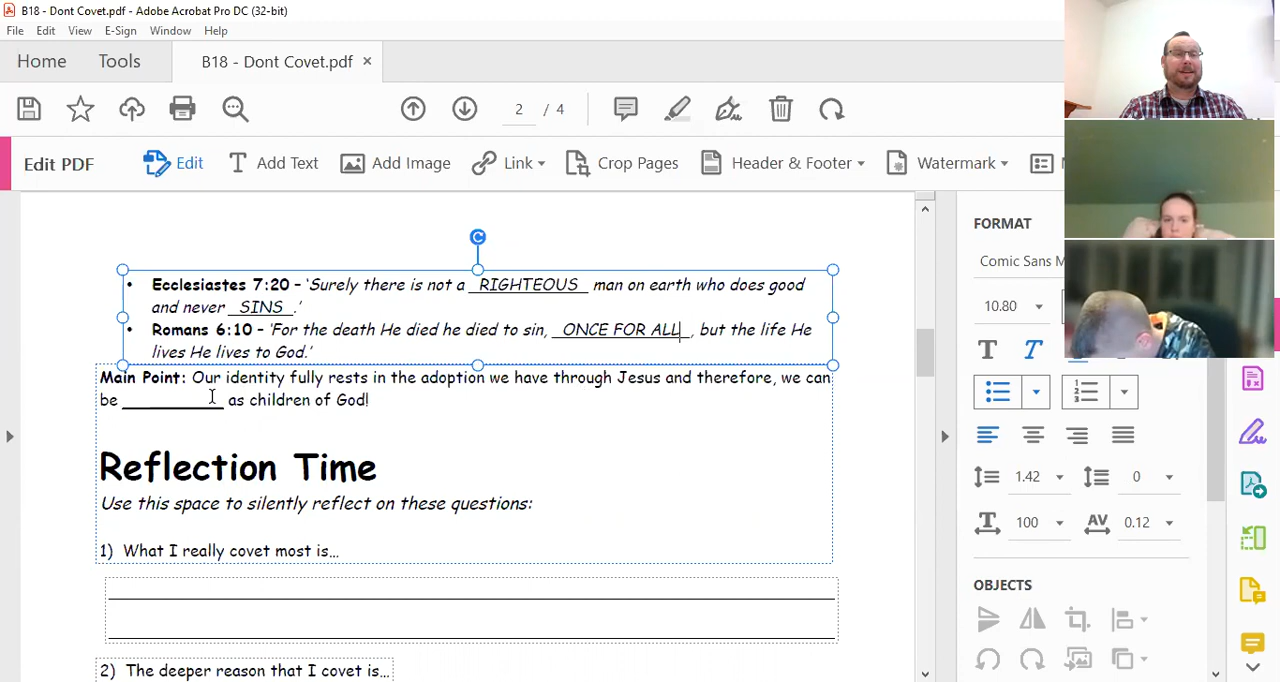 B18 - Dont Covet.pdf - Adobe Acrobat Pro DC (32-bit)
File Edit View E-Sign Window Help
Home Tools B18 - Dont Covet.pdf ×
2 / 4
Edit PDF Edit Add Text Add Image Link Crop Pages Header & Footer Watermark
FORMAT
Comic Sans M
10.80
1.42 0
100 0.12
OBJECTS
• Ecclesiastes 7:20 – ‘Surely there is not a _RIGHTEOUS_ man on earth who does good
and never _SINS_.’
• Romans 6:10 – ‘For the death He died he died to sin, _ONCE FOR ALL_, but the life He
lives He lives to God.’
Main Point: Our identity fully rests in the adoption we have through Jesus and therefore, we can
be __________ as children of God!
Reflection Time
Use this space to silently reflect on these questions:
1) What I really covet most is…
2) The deeper reason that I covet is…